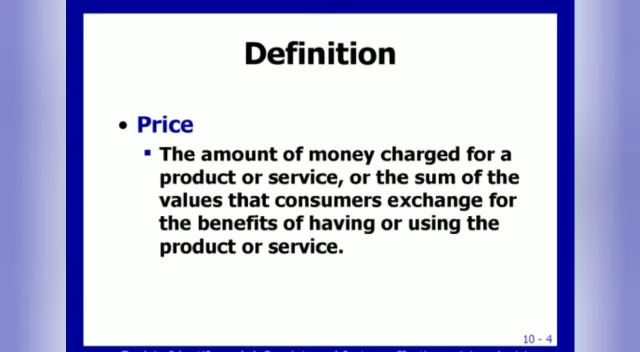 Definition
• Price
▪ The amount of money charged for a
product or service, or the sum of the
values that consumers exchange for
the benefits of having or using the
product or service.
10 - 4